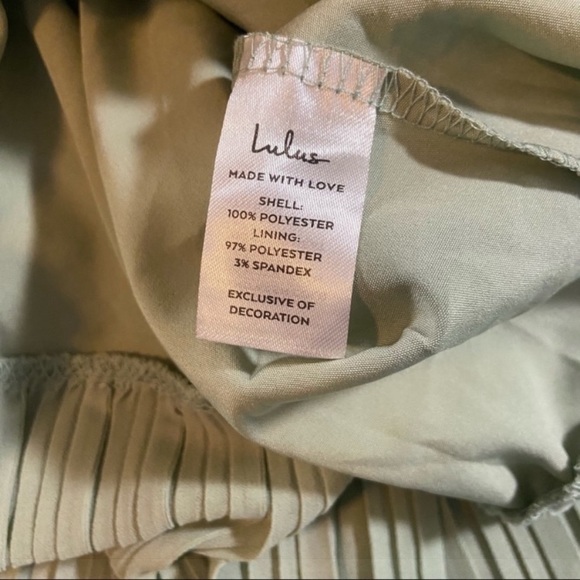 Lulus
MADE WITH LOVE
SHELL:
100% POLYESTER
LINING:
97% POLYESTER
3% SPANDEX
EXCLUSIVE OF
DECORATION